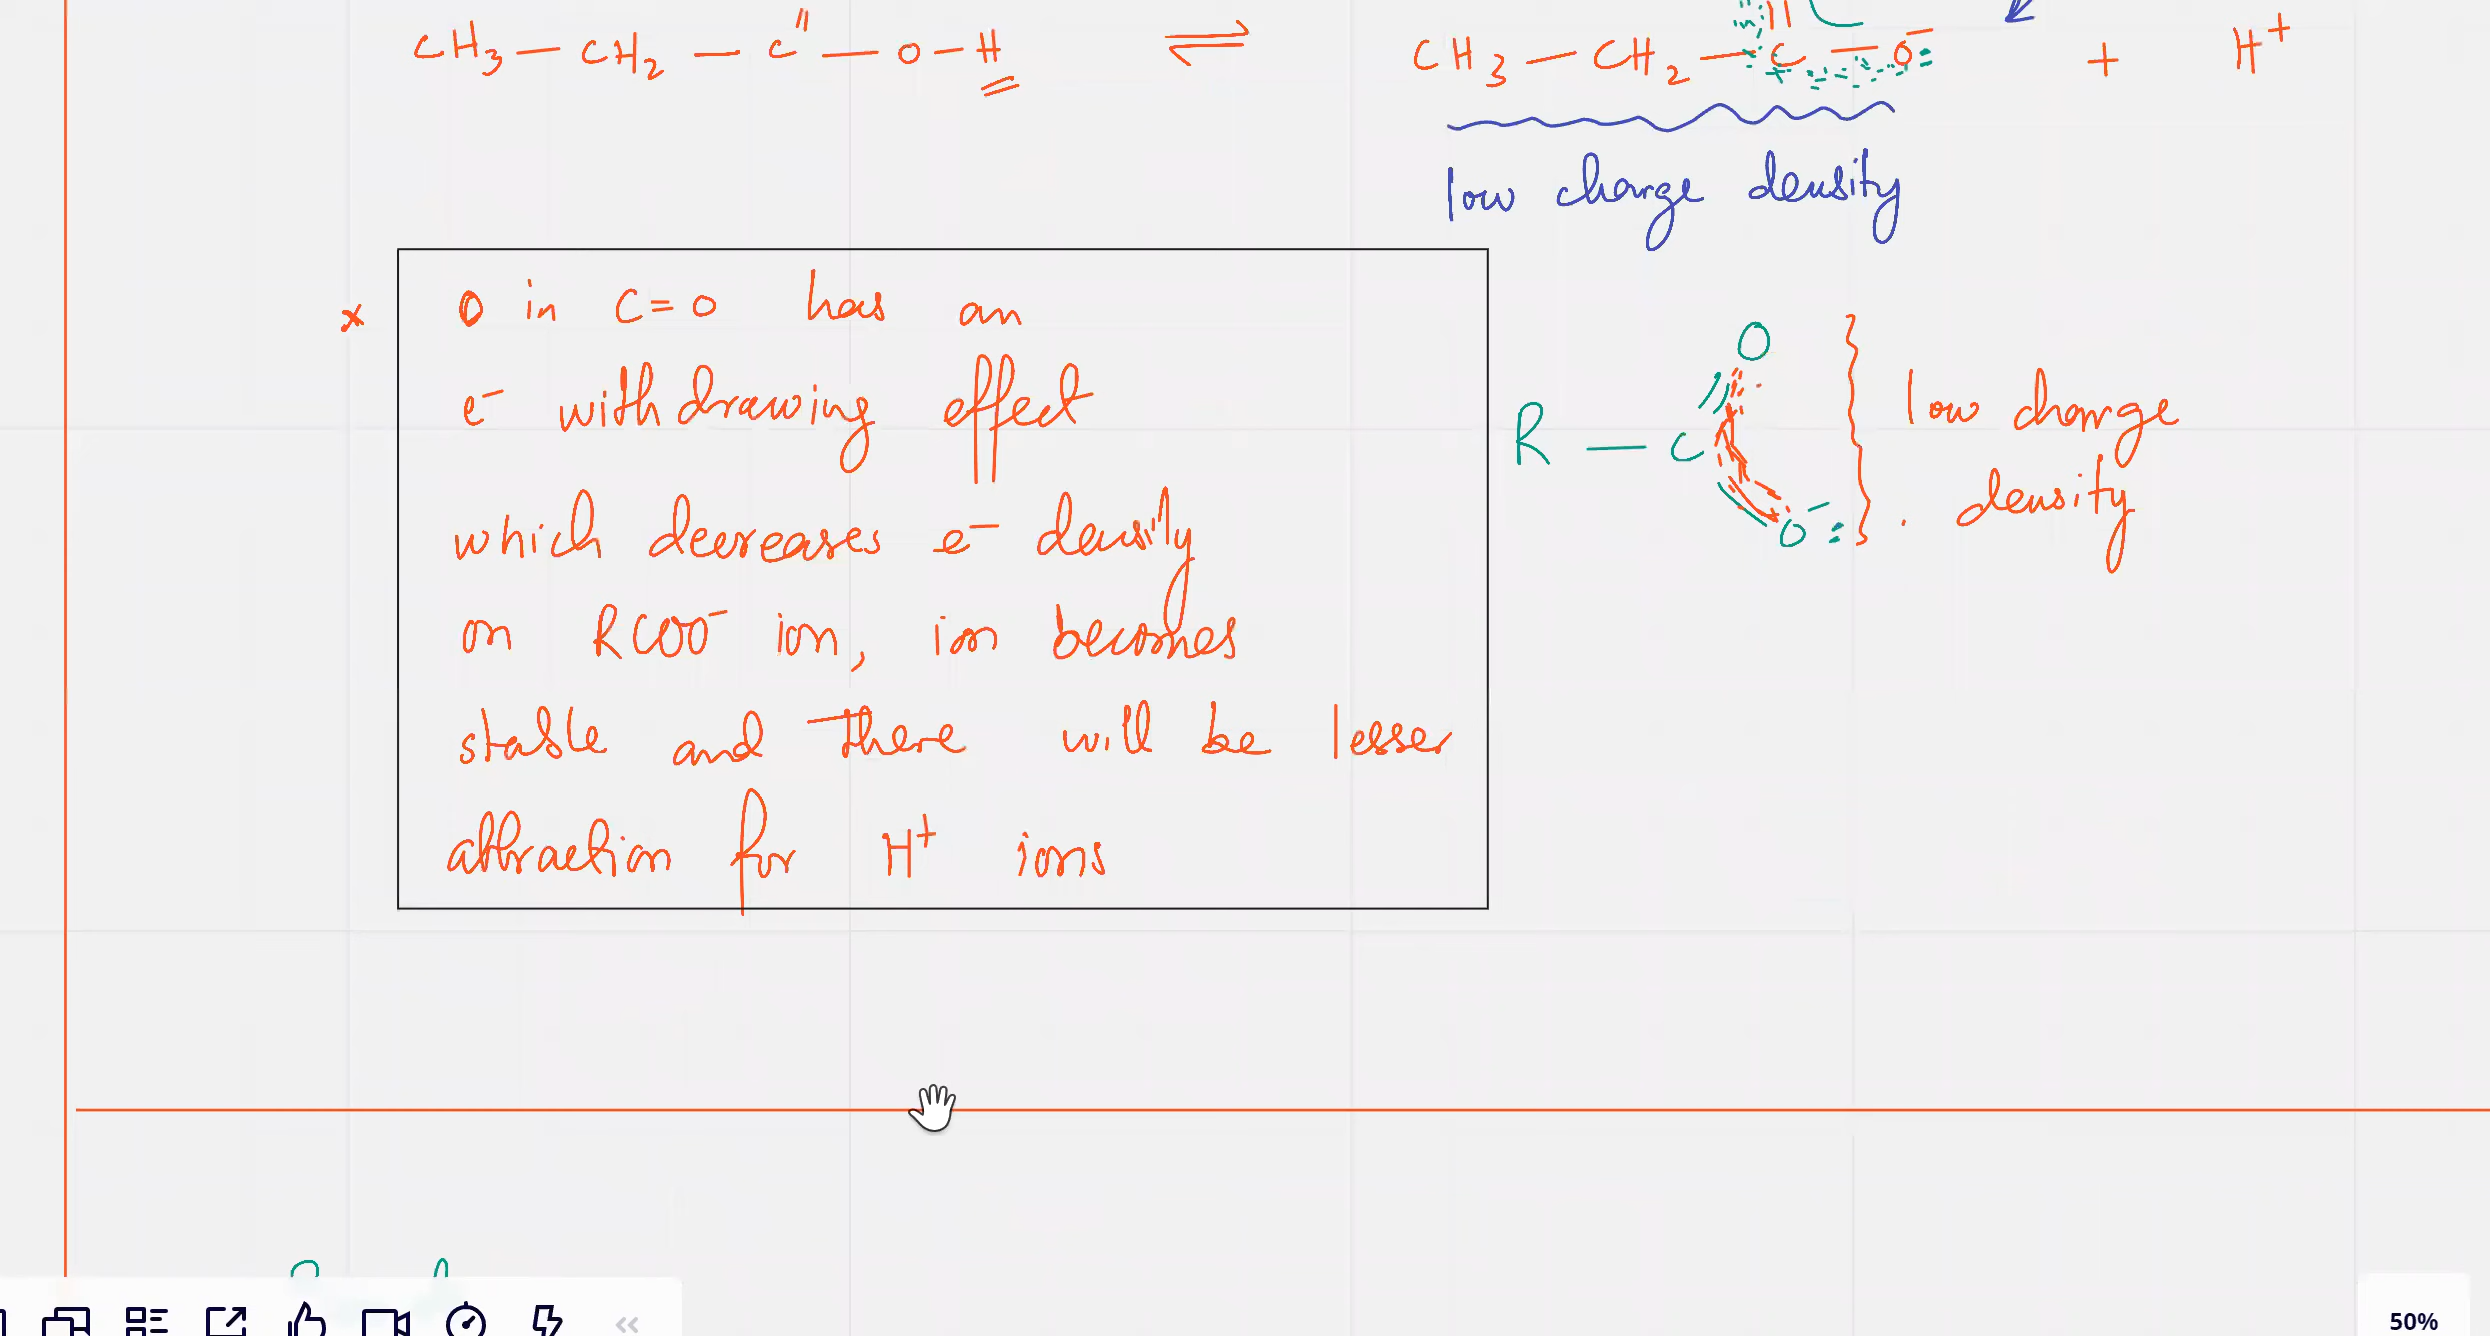 CH₃ — CH₂ — C — O — H ⇌ CH₃ — CH₂ — C — O⁻ : + H⁺
low charge density
x O in C=O has an
e⁻ withdrawing effect
which decreases e⁻ density
on RCOO⁻ ion, ion becomes
stable and there will be lesser
attraction for H⁺ ions
O
R — C
O⁻ :
low charge
density
50%